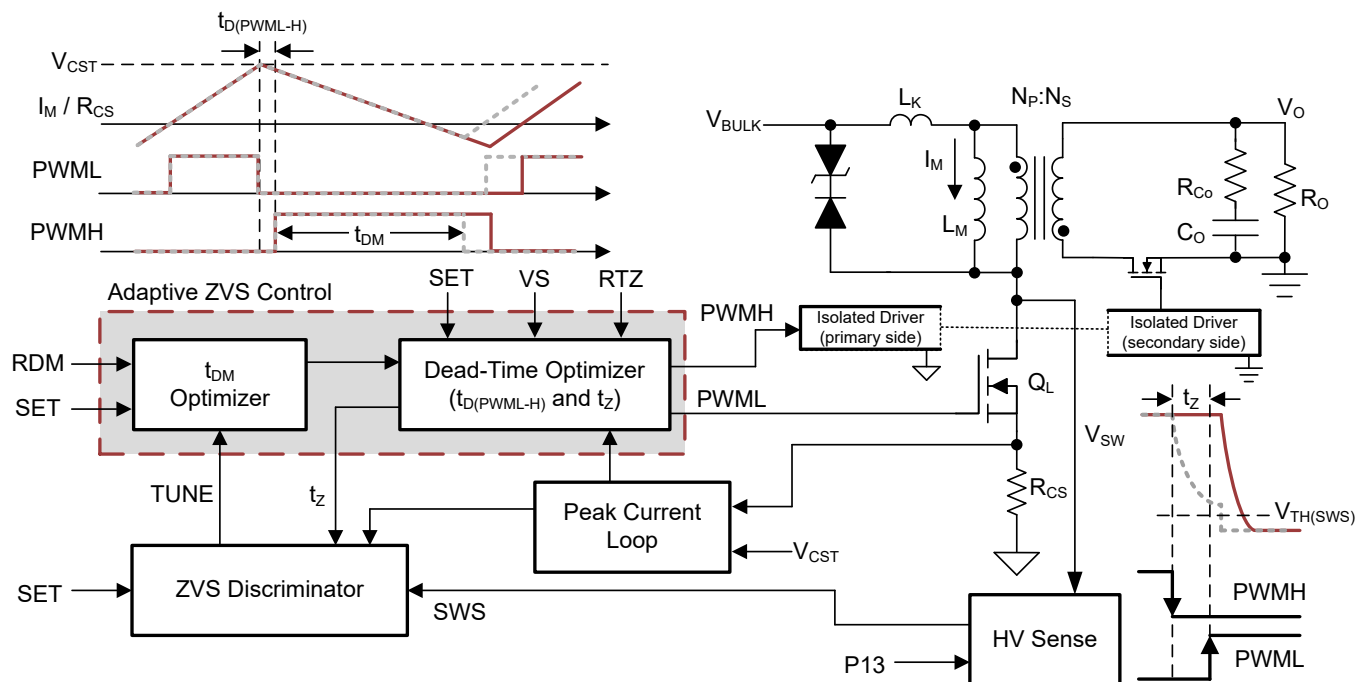 tD(PWML-H)
VCST
IM / RCS
PWML
PWMH
tDM
VBULK
LK
NP:NS
VO
IM
LM
RCo
CO
RO
Adaptive ZVS Control
SET
VS
RTZ
PWMH
Isolated Driver
(primary side)
Isolated Driver
(secondary side)
RDM
SET
tDM
Optimizer
Dead-Time Optimizer
(tD(PWML-H) and tZ)
PWML
QL
VSW
tZ
TUNE
tZ
Peak Current
Loop
RCS
VCST
VTH(SWS)
SET
ZVS Discriminator
SWS
HV Sense
P13
PWMH
PWML